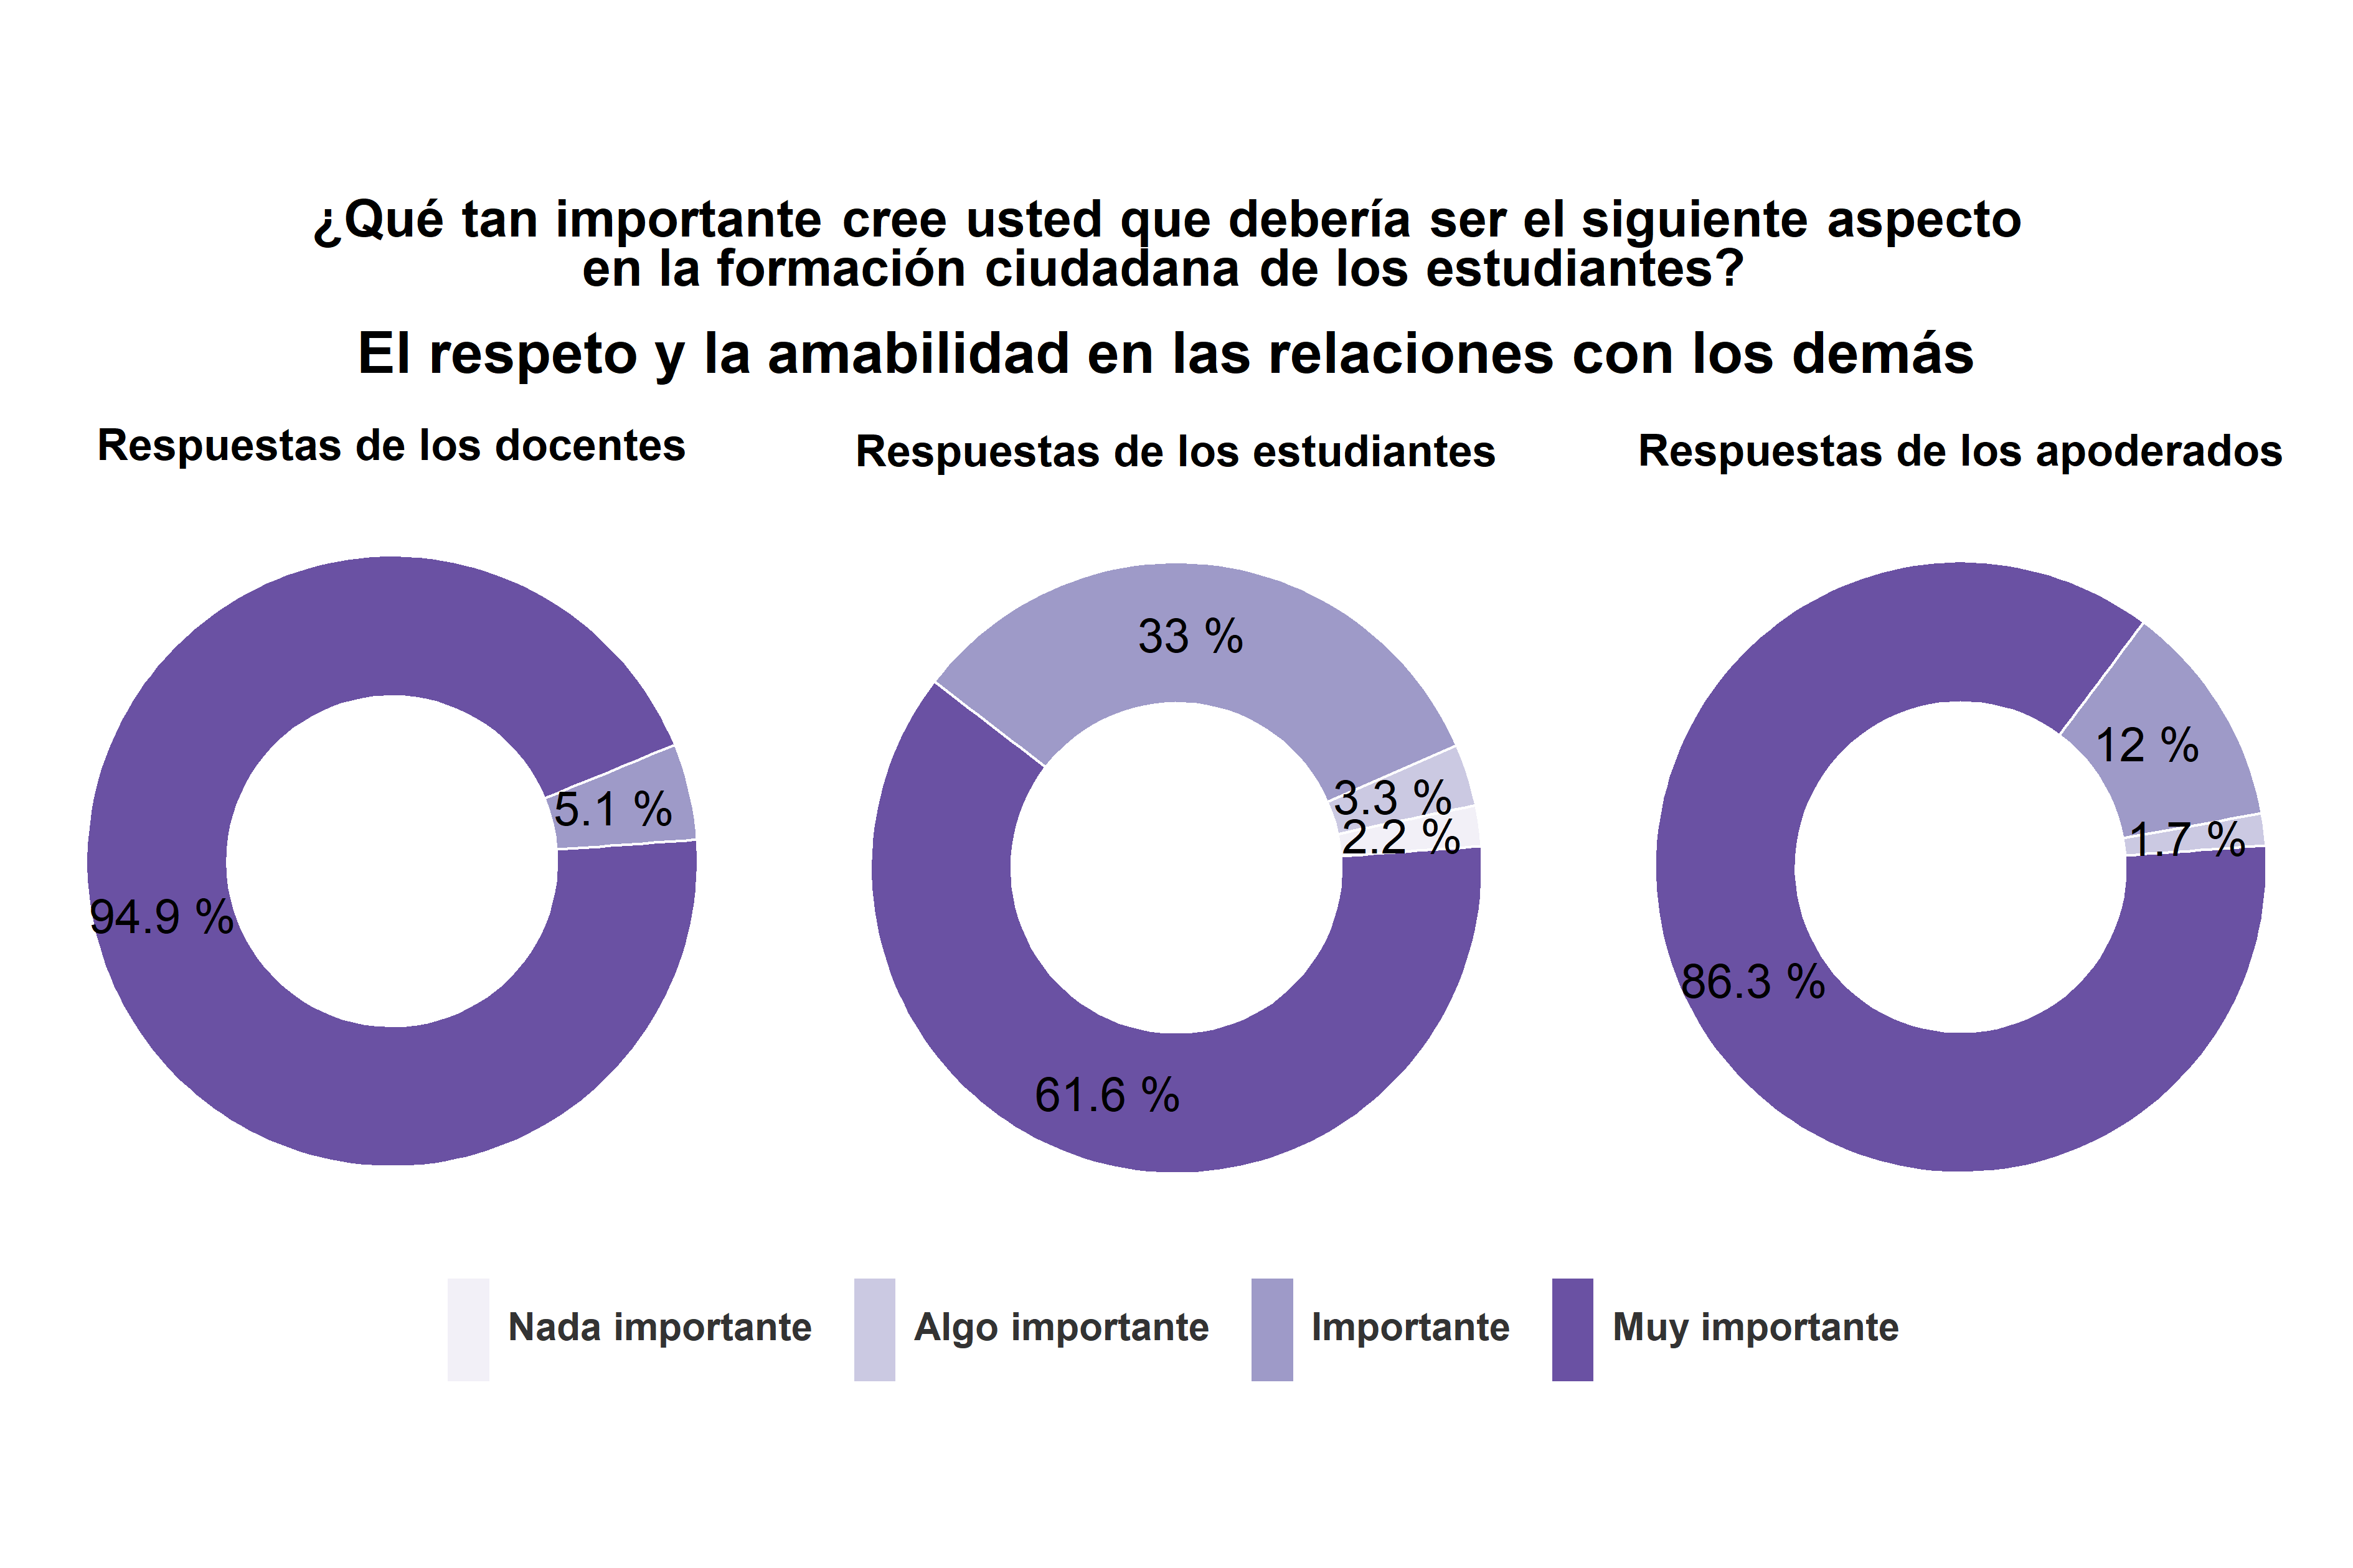 ¿Qué tan importante cree usted que debería ser el siguiente aspecto
en la formación ciudadana de los estudiantes?
El respeto y la amabilidad en las relaciones con los demás
Respuestas de los docentes
94.9 %
5.1 %
Respuestas de los estudiantes
33 %
3.3 %
2.2 %
61.6 %
Respuestas de los apoderados
12 %
1.7 %
86.3 %
Nada importante
Algo importante
Importante
Muy importante